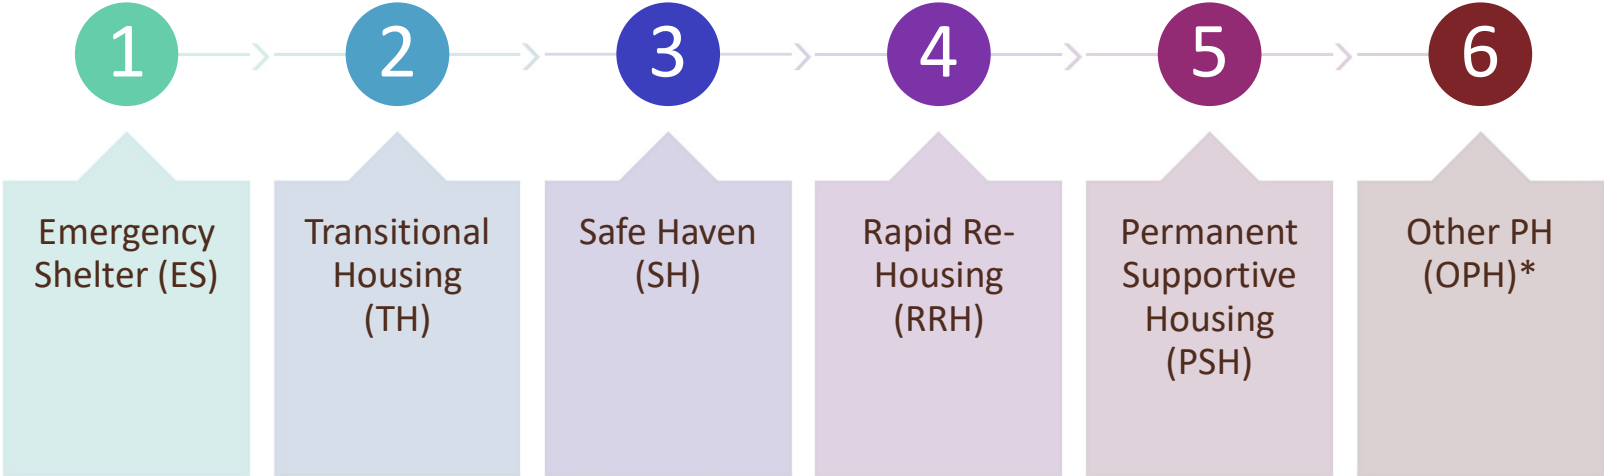 1
2
3
4
5
6
Emergency
Shelter (ES)
Transitional
Housing
(TH)
Safe Haven
(SH)
Rapid Re-
Housing
(RRH)
Permanent
Supportive
Housing
(PSH)
Other PH
(OPH)*